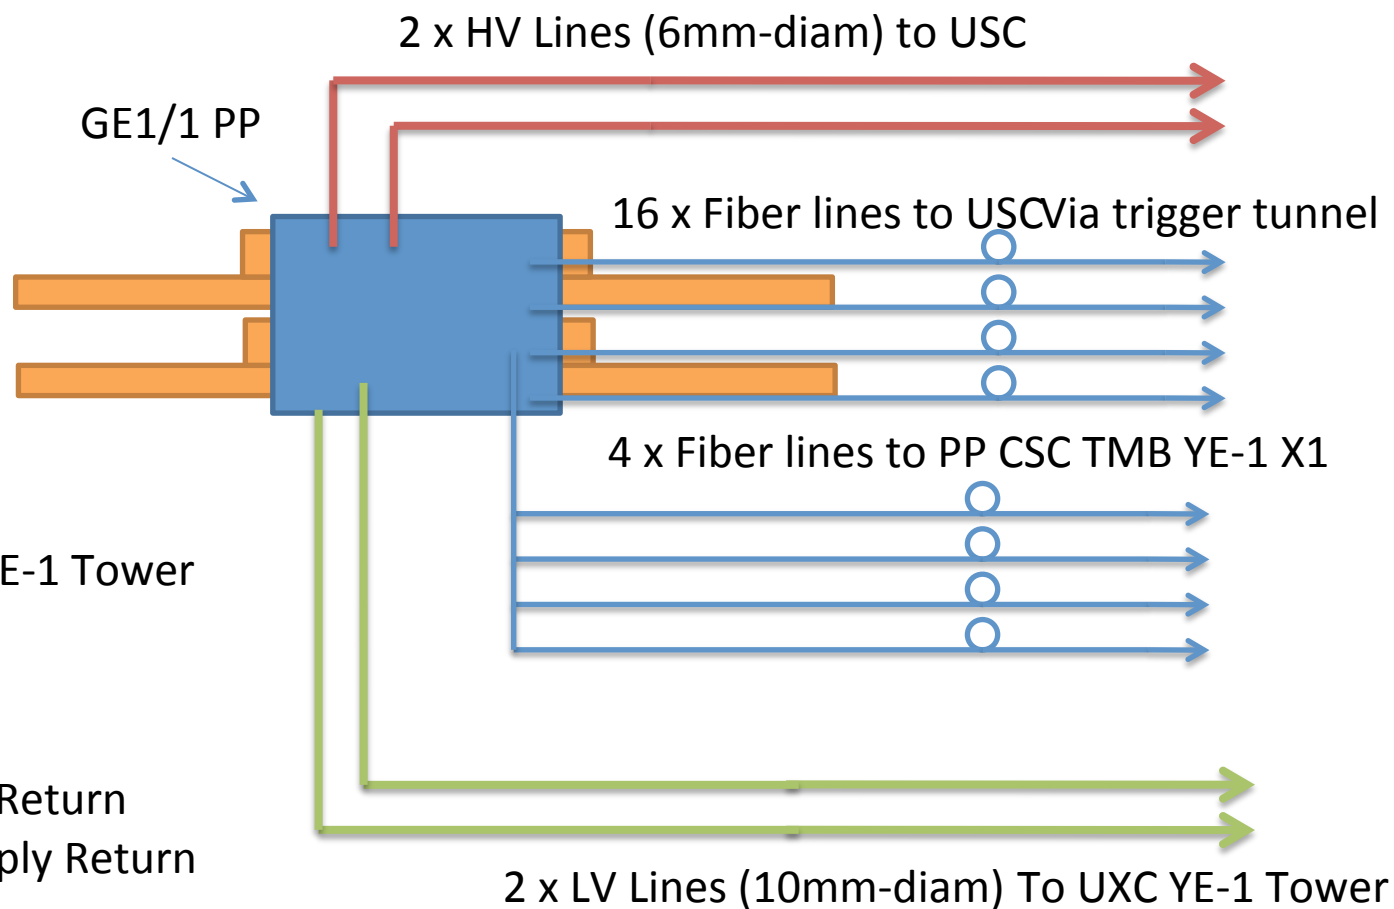 2 x HV Lines (6mm-diam) to USC
GE1/1 PP
16 x Fiber lines to USCVia trigger tunnel
4 x Fiber lines to PP CSC TMB YE-1 X1
E-1 Tower
Return
ply Return
2 x LV Lines (10mm-diam) To UXC YE-1 Tower